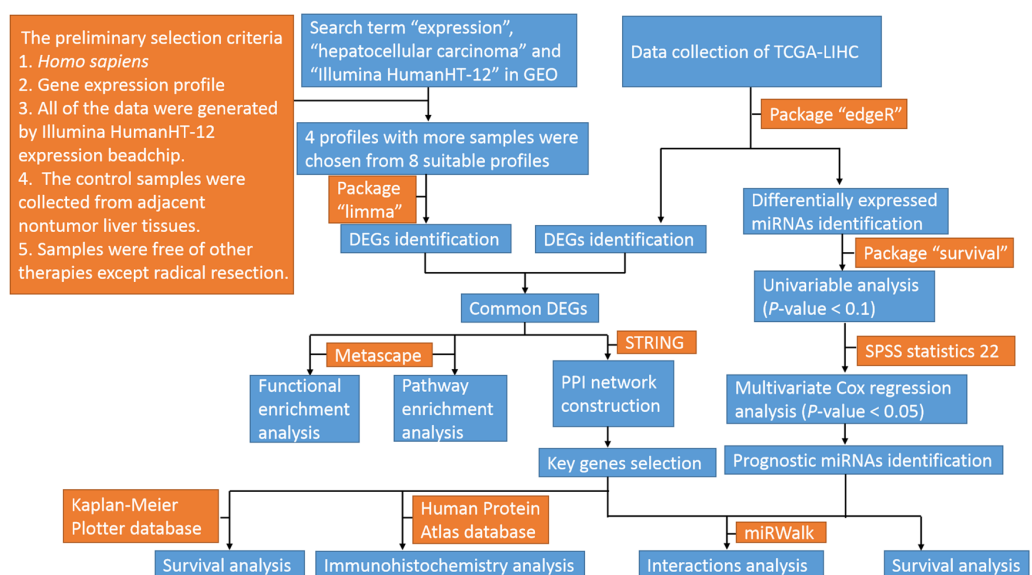 The preliminary selection criteria
1. Homo sapiens
2. Gene expression profile
3. All of the data were generated
by Illumina HumanHT-12
expression beadchip.
4. The control samples were
collected from adjacent
nontumor liver tissues.
5. Samples were free of other
therapies except radical resection.
Search term “expression”,
“hepatocellular carcinoma” and
“Illumina HumanHT-12” in GEO
Data collection of TCGA-LIHC
Package “edgeR”
4 profiles with more samples were
chosen from 8 suitable profiles
Package
“limma”
Differentially expressed
miRNAs identification
DEGs identification
DEGs identification
Package “survival”
Univariable analysis
(P-value < 0.1)
Common DEGs
STRING
SPSS statistics 22
Metascape
Functional
enrichment
analysis
Pathway
enrichment
analysis
PPI network
construction
Multivariate Cox regression
analysis (P-value < 0.05)
Key genes selection
Prognostic miRNAs identification
Kaplan-Meier
Plotter database
Human Protein
Atlas database
miRWalk
Survival analysis
Immunohistochemistry analysis
Interactions analysis
Survival analysis